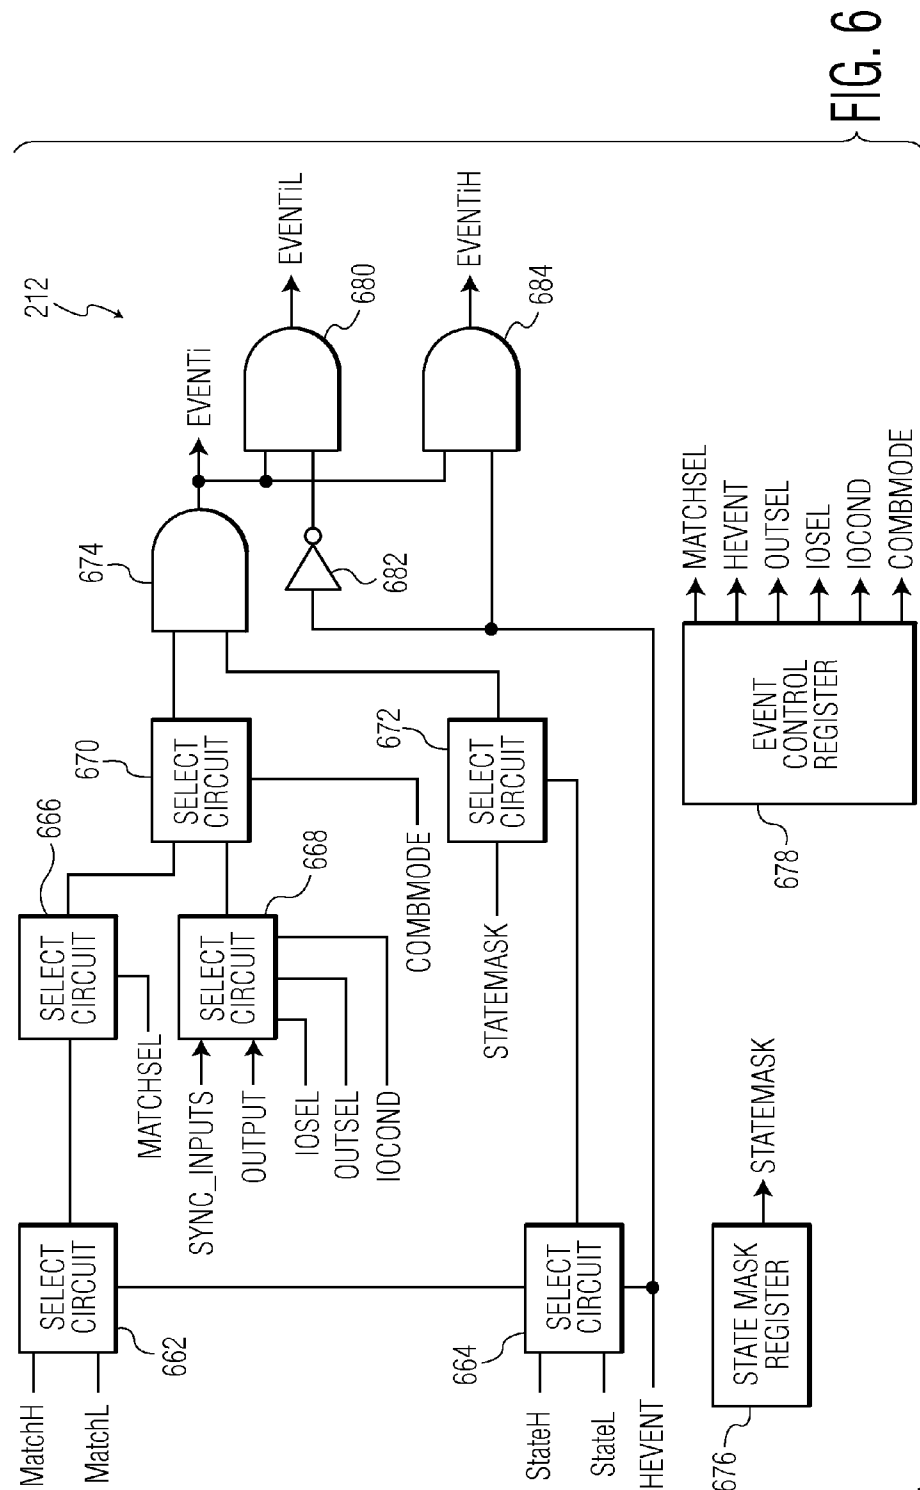 212
MatchH
MatchL
SELECT
CIRCUIT
662
SELECT
CIRCUIT
666
MATCHSEL
SYNC_INPUTS
OUTPUT
IOSEL
OUTSEL
IOCOND
SELECT
CIRCUIT
668
SELECT
CIRCUIT
670
COMBMODE
674
EVENTi
EVENTiL
680
682
EVENTiH
684
StateH
StateL
HEVENT
SELECT
CIRCUIT
664
STATEMASK
SELECT
CIRCUIT
672
STATE MASK
REGISTER
676
STATEMASK
EVENT
CONTROL
REGISTER
678
MATCHSEL
HEVENT
OUTSEL
IOSEL
IOCOND
COMBMODE
FIG. 6